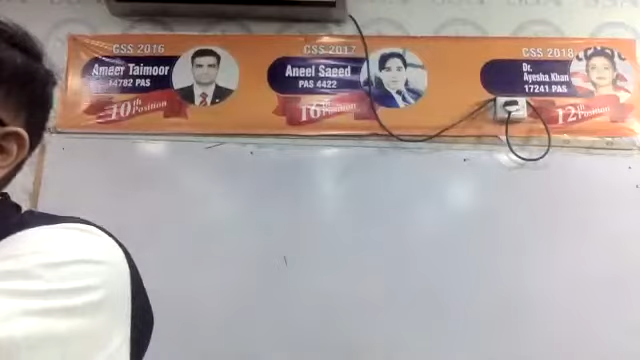 CSS 2016
Ameer Taimoor
14782 PAS
10th Position
CSS 2017
Aneel Saeed
PAS 4422
16th Position
CSS 2018
Dr.
Ayesha Khan
17241 PAS
12th Position